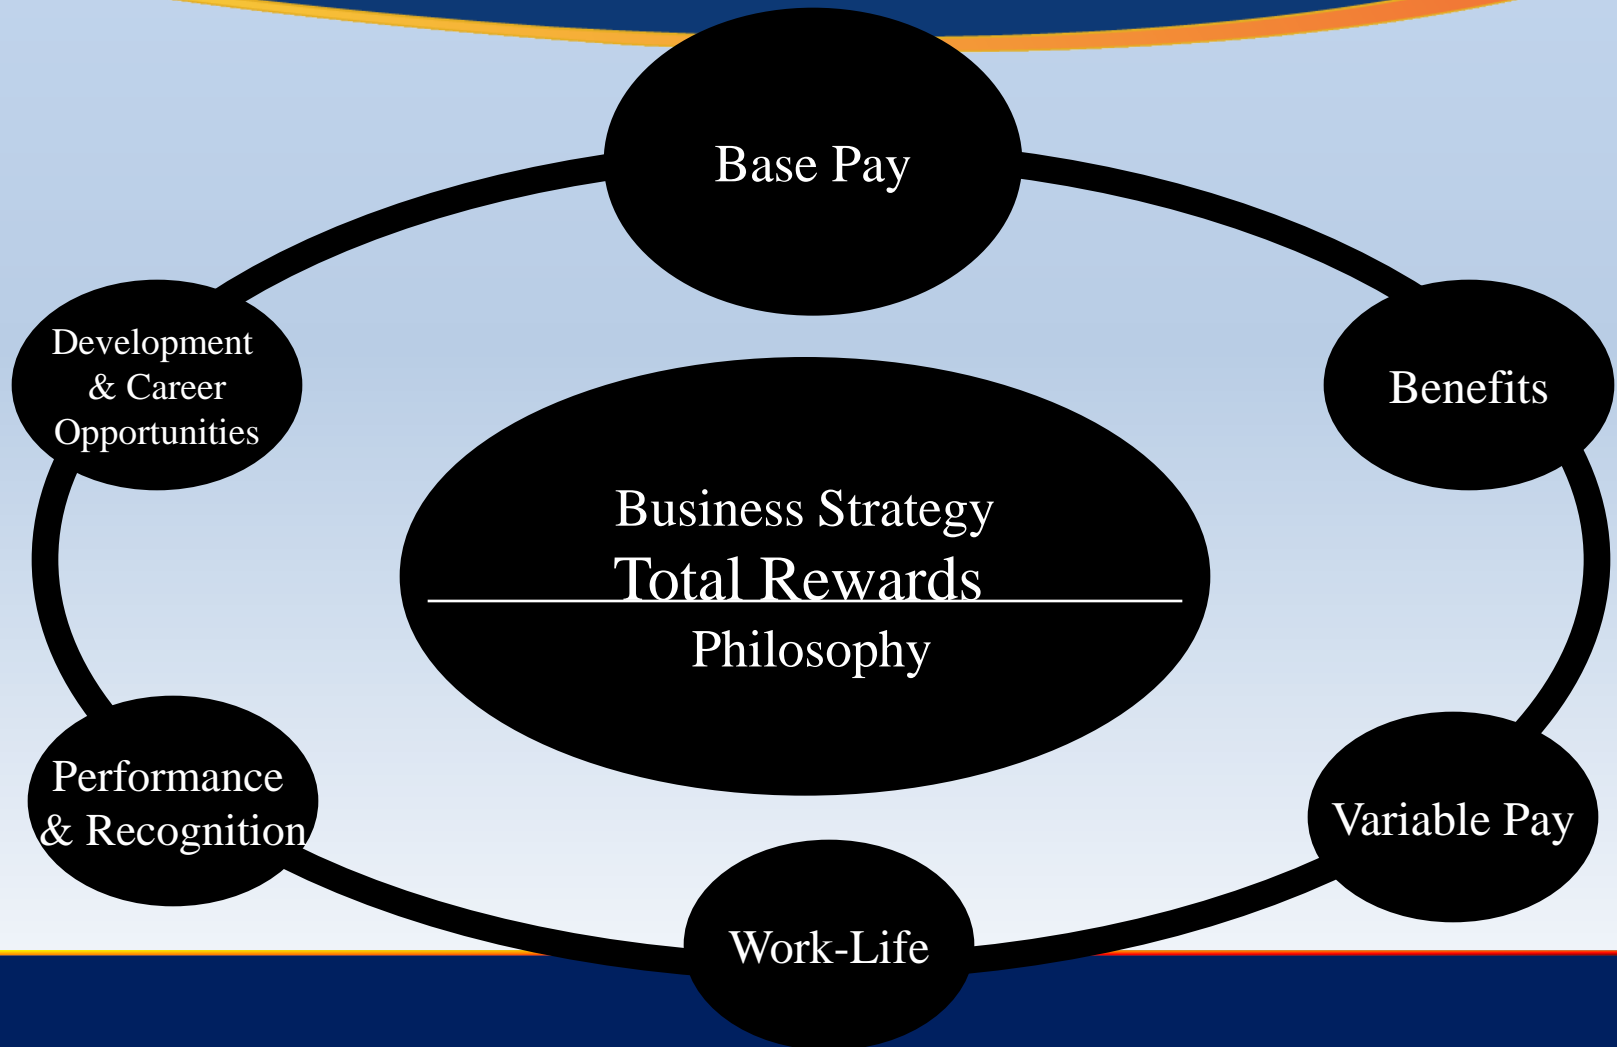 Base Pay
Development
& Career
Opportunities
Benefits
Business Strategy
Total Rewards
Philosophy
Performance
& Recognition
Variable Pay
Work-Life